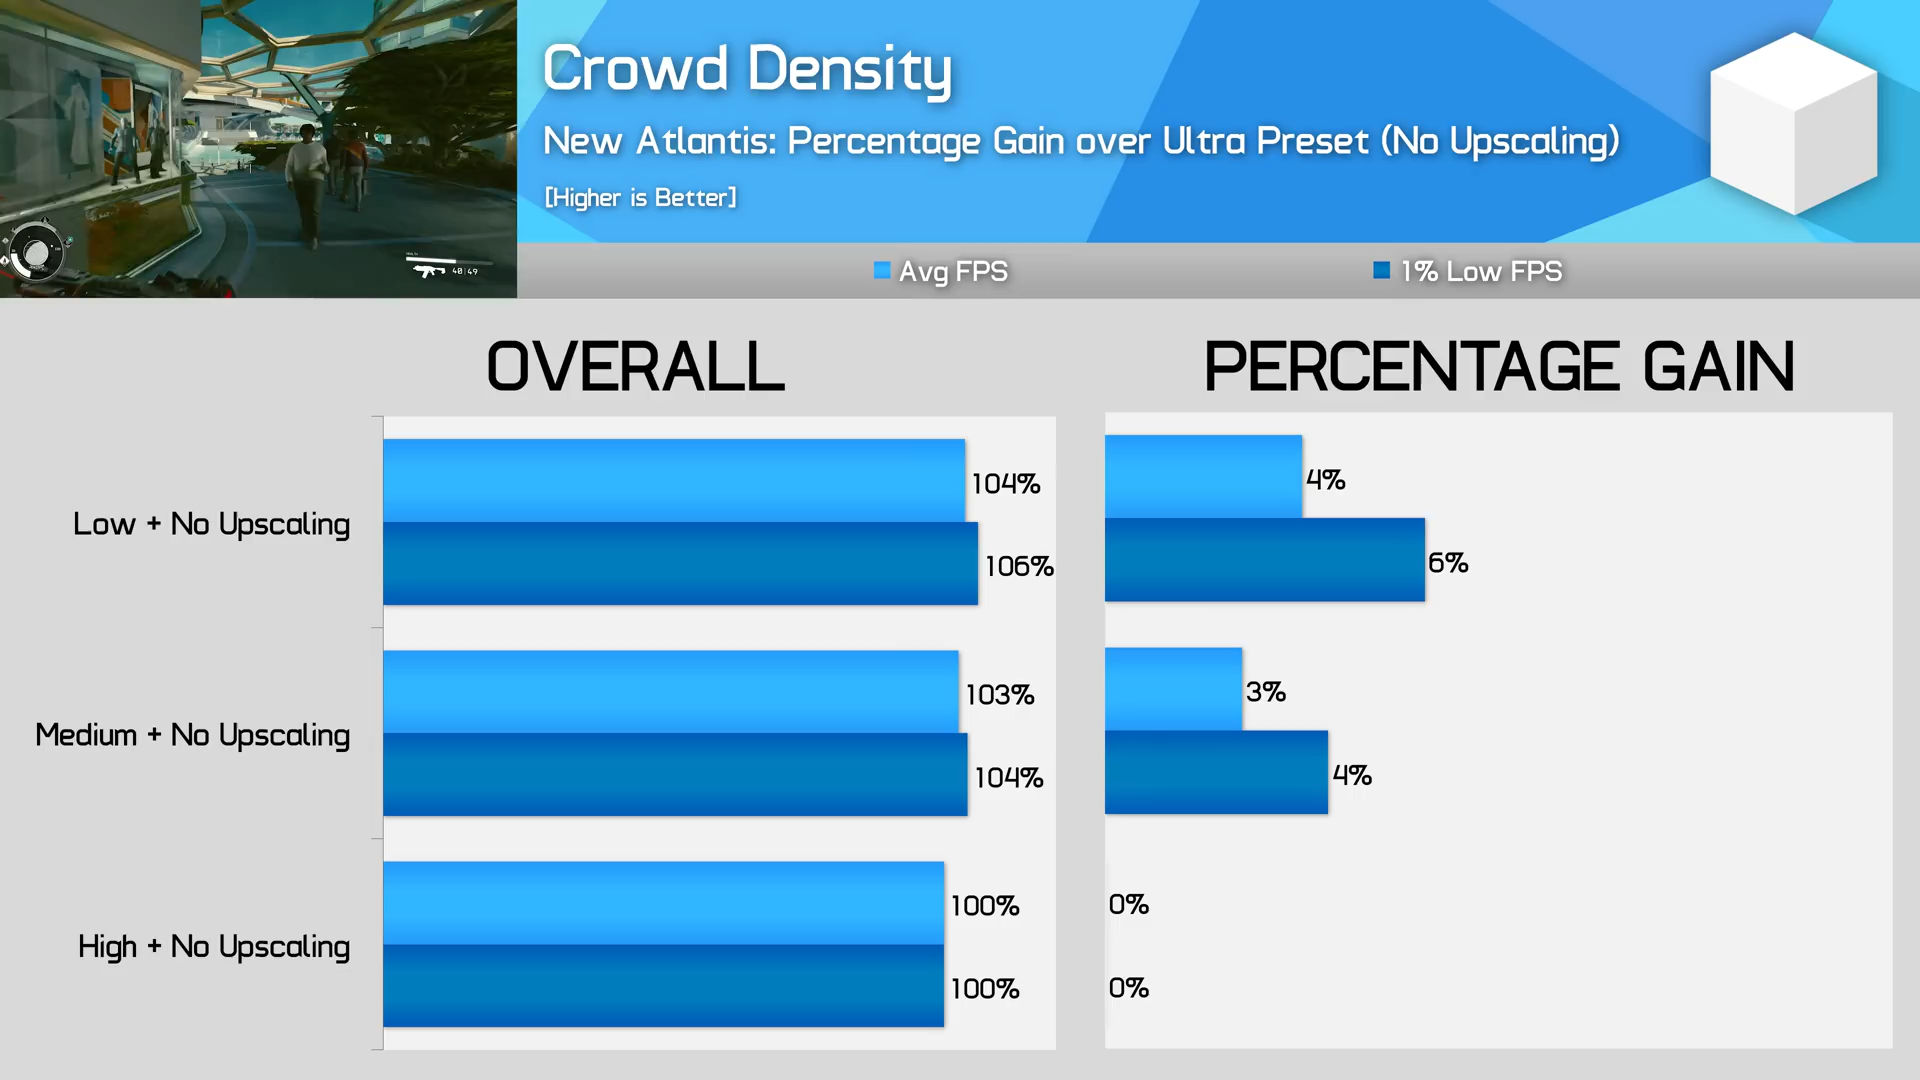 Crowd Density
New Atlantis: Percentage Gain over Ultra Preset (No Upscaling)
[Higher is Better]
40|49
Avg FPS
1% Low FPS
OVERALL
PERCENTAGE GAIN
Low + No Upscaling
104%
106%
4%
6%
Medium + No Upscaling
103%
104%
3%
4%
High + No Upscaling
100%
100%
0%
0%